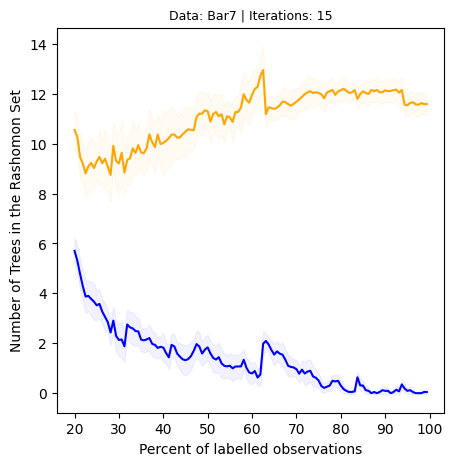 Data: Bar7 | Iterations: 15
Number of Trees in the Rashomon Set
14
12
10
8
6
4
2
0
20 30 40 50 60 70 80 90 100
Percent of labelled observations